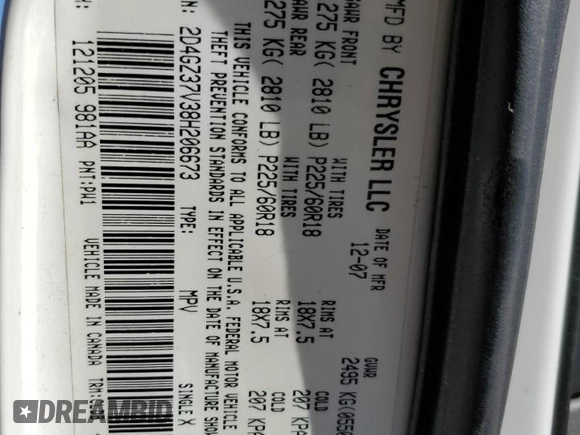 MFD BY CHRYSLER LLC DATE OF MFR 12-07 GVWR 2495 KG(0550
GAWR FRONT WITH TIRES RIMS AT COLD
275 KG( 2810 LB) P225/60R18 18X7.5 207 KPA
GAWR REAR WITH TIRES RIMS AT COLD
275 KG( 2810 LB) P225/60R18 18X7.5 207 KPA
THIS VEHICLE CONFORMS TO ALL APPLICABLE U.S.A. FEDERAL MOTOR VEHICLE
THEFT PREVENTION STANDARDS IN EFFECT ON THE DATE OF MANUFACTURE SHOW
2D4GZ37V38H206673 TYPE: MPV SINGLE X
121205 981AA PNT:PW1 VEHICLE MADE IN CANADA TRM:
DREAMBID